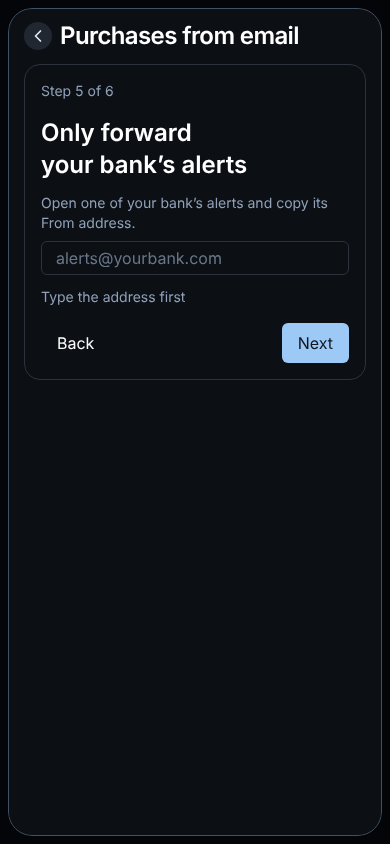 Purchases from email
Step 5 of 6
Only forward
your bank’s alerts
Open one of your bank’s alerts and copy its
From address.
alerts@yourbank.com
Type the address first
Back
Next